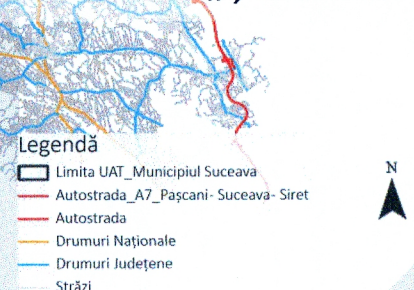 Legendă
Limita UAT_Municipiul Suceava
N
Autostrada_A7_Pașcani- Suceava- Siret
Autostrada
Drumuri Naționale
Drumuri Județene
Străzi